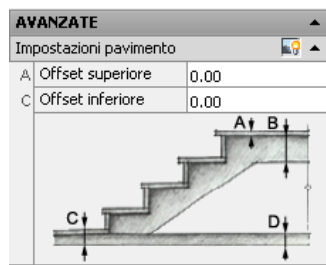 AVANZATE
Impostazioni pavimento
A Offset superiore 0.00
C Offset inferiore 0.00
A B
C D